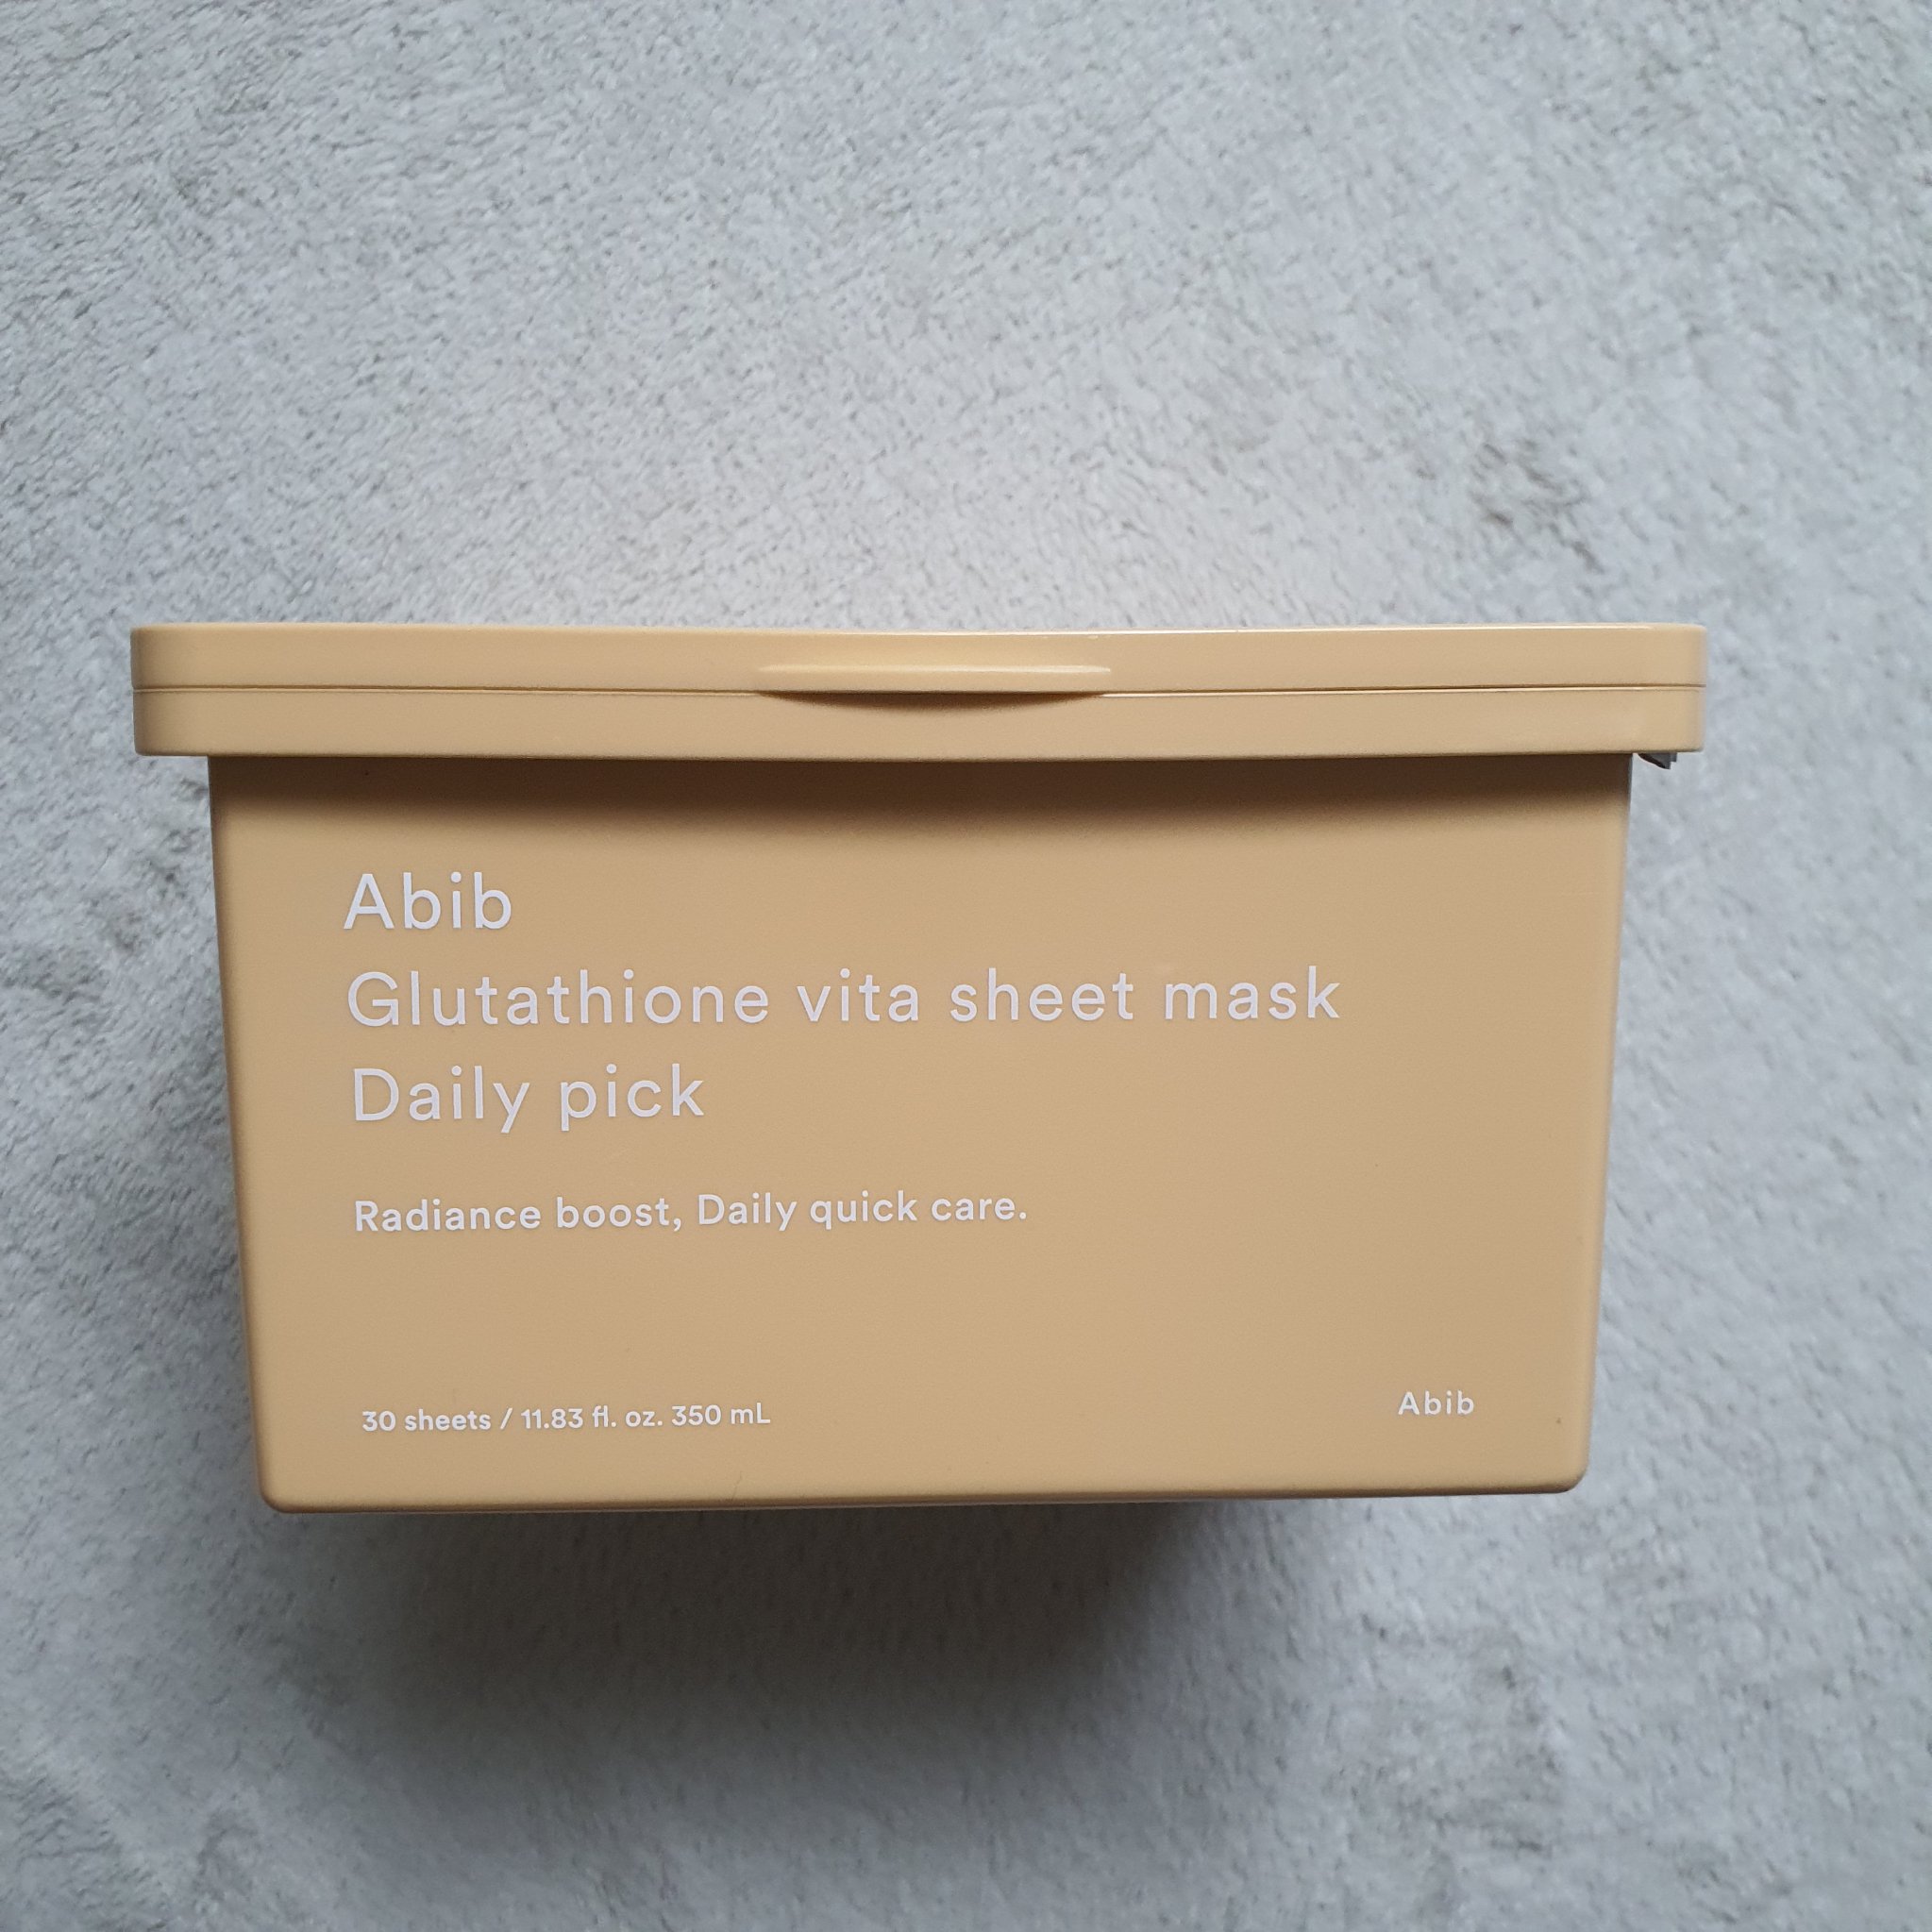 Abib
Glutathione vita sheet mask
Daily pick
Radiance boost, Daily quick care.
30 sheets / 11.83 fl. oz. 350 mL
Abib